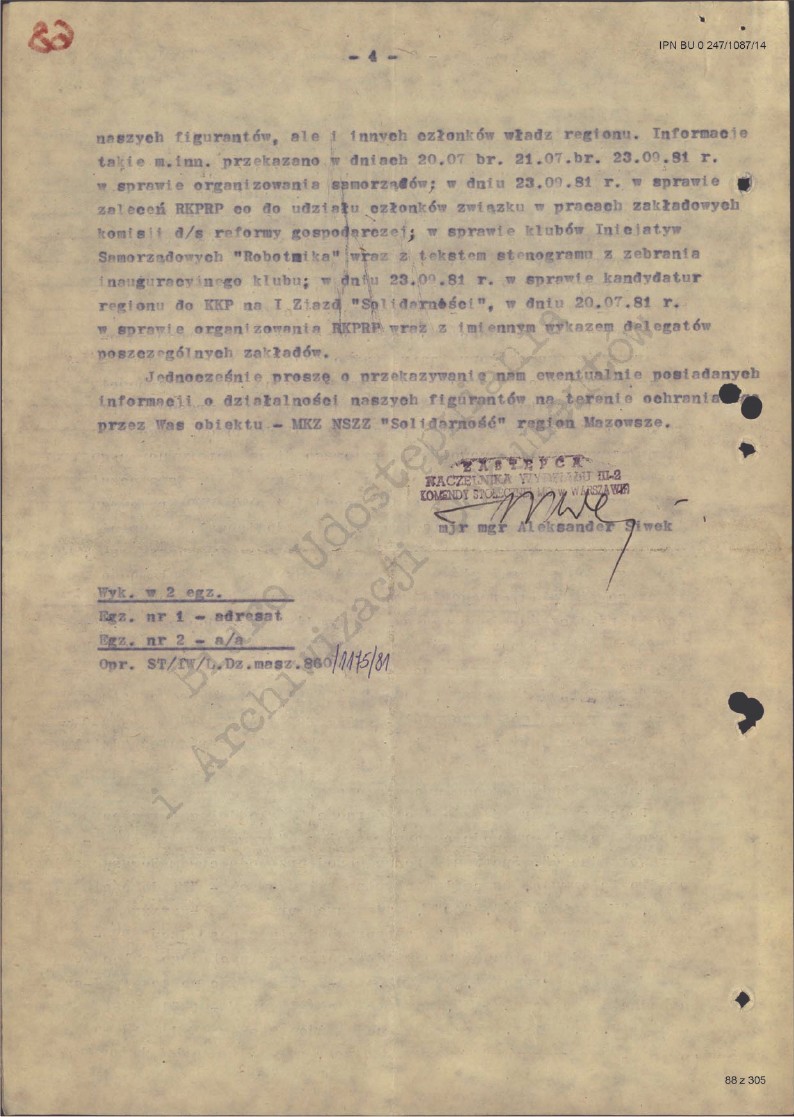 83
IPN BU 0 247/1087/14
- 4 -
naszych figurantów, ale i innych członków władz regionu. Informacje
takie m.inn. przekazano w dniach 20.07 br. 21.07.br. 23.09.81 r.
w sprawie organizowania samorządów; w dniu 23.09.81 r. w sprawie
zaleceń RKPRP co do udziału członków związku w pracach zakładowych
komisji d/s reformy gospodarczej; w sprawie klubów Inicjatyw
Samorządowych "Robotnika" wraz z tekstem stenogramu z zebrania
inauguracyjnego klubu; w dniu 23.09.81 r. w sprawie kandydatur
regionu do KKP na I Zjazd "Solidarności", w dniu 20.07.81 r.
w sprawie organizowania RKPRP wraz z imiennym wykazem delegatów
poszczególnych zakładów.
Jednocześnie proszę o przekazywanie nam ewentualnie posiadanych
informacji o działalności naszych figurantów na terenie ochrania
przez Was obiektu - MKZ NSZZ "Solidarność" region Mazowsze.
ZASTĘPCA
NACZELNIKA WYDZIAŁU III-2
KOMENDY STOŁECZNEJ MO w WARSZAWIE
mjr mgr Aleksander Siwek
Wyk. w 2 egz.
Egz. nr 1 - adresat
Egz. nr 2 - a/a
Opr. ST/IW/L.Dz.masz.860/1175/81
Biuro Udostępniania
i Archiwizacji Dokumentów
88 z 305